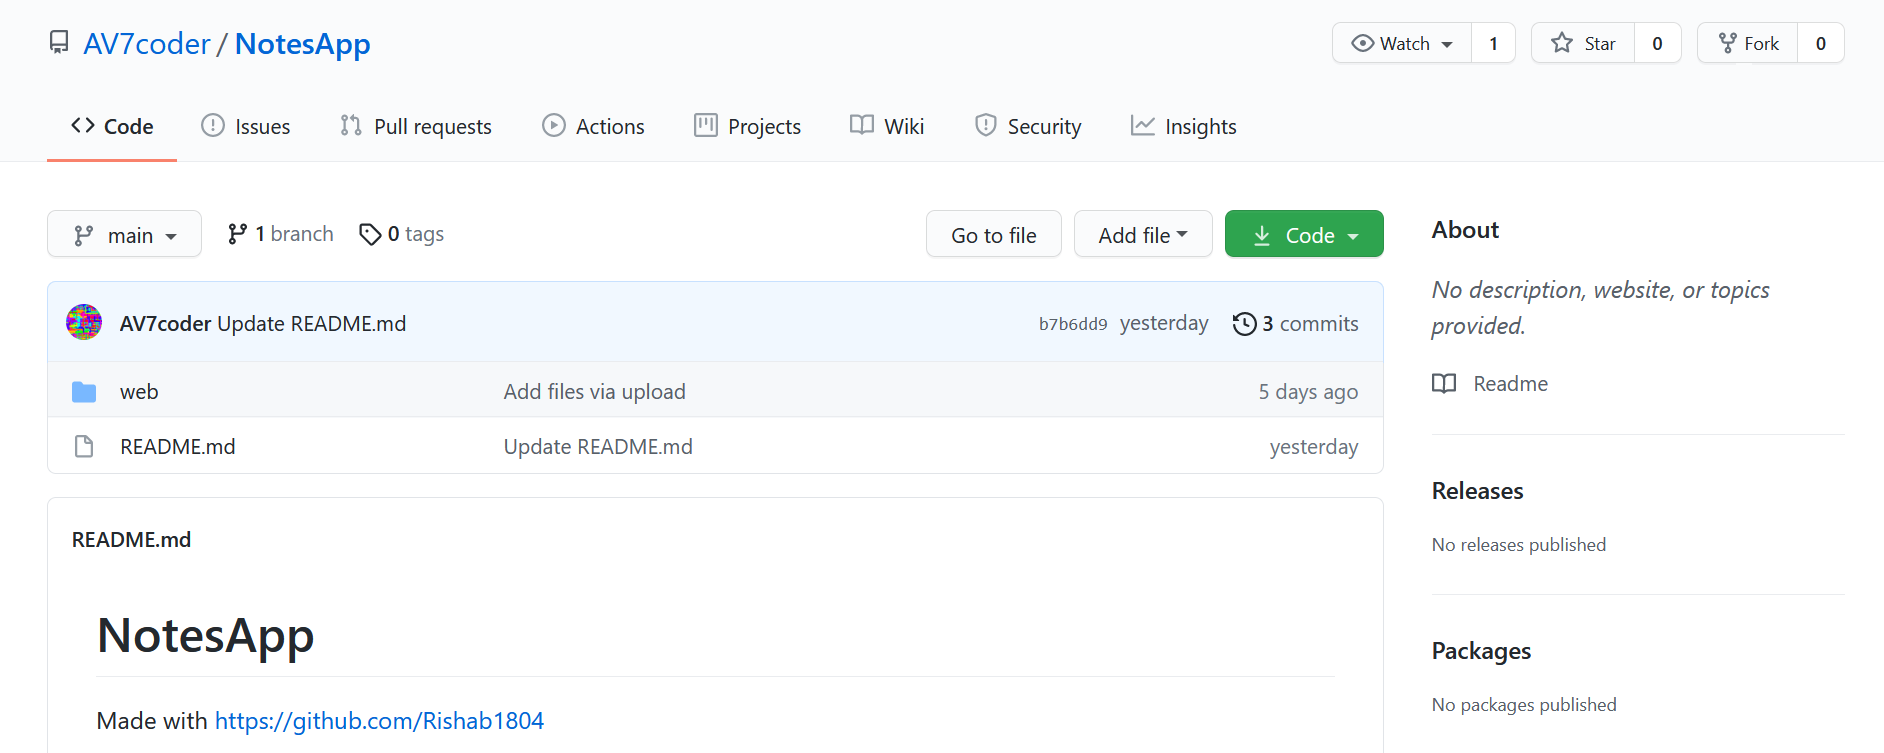 AV7coder / NotesApp
Watch 1 Star 0 Fork 0
Code Issues Pull requests Actions Projects Wiki Security Insights
main 1 branch 0 tags Go to file Add file Code
AV7coder Update README.md b7b6dd9 yesterday 3 commits
web Add files via upload 5 days ago
README.md Update README.md yesterday
README.md
NotesApp
Made with https://github.com/Rishab1804
About
No description, website, or topics
provided.
Readme
Releases
No releases published
Packages
No packages published